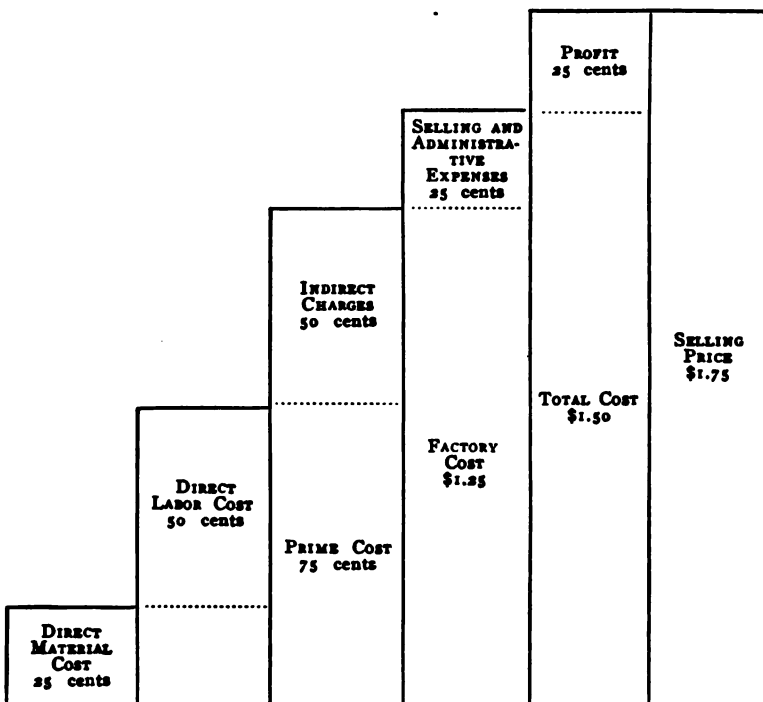 PROFIT
25 cents
SELLING AND
ADMINISTRA-
TIVE
EXPENSES
25 cents
INDIRECT
CHARGES
50 cents
SELLING
PRICE
$1.75
TOTAL COST
$1.50
FACTORY
COST
$1.25
DIRECT
LABOR COST
50 cents
PRIME COST
75 cents
DIRECT
MATERIAL
COST
25 cents